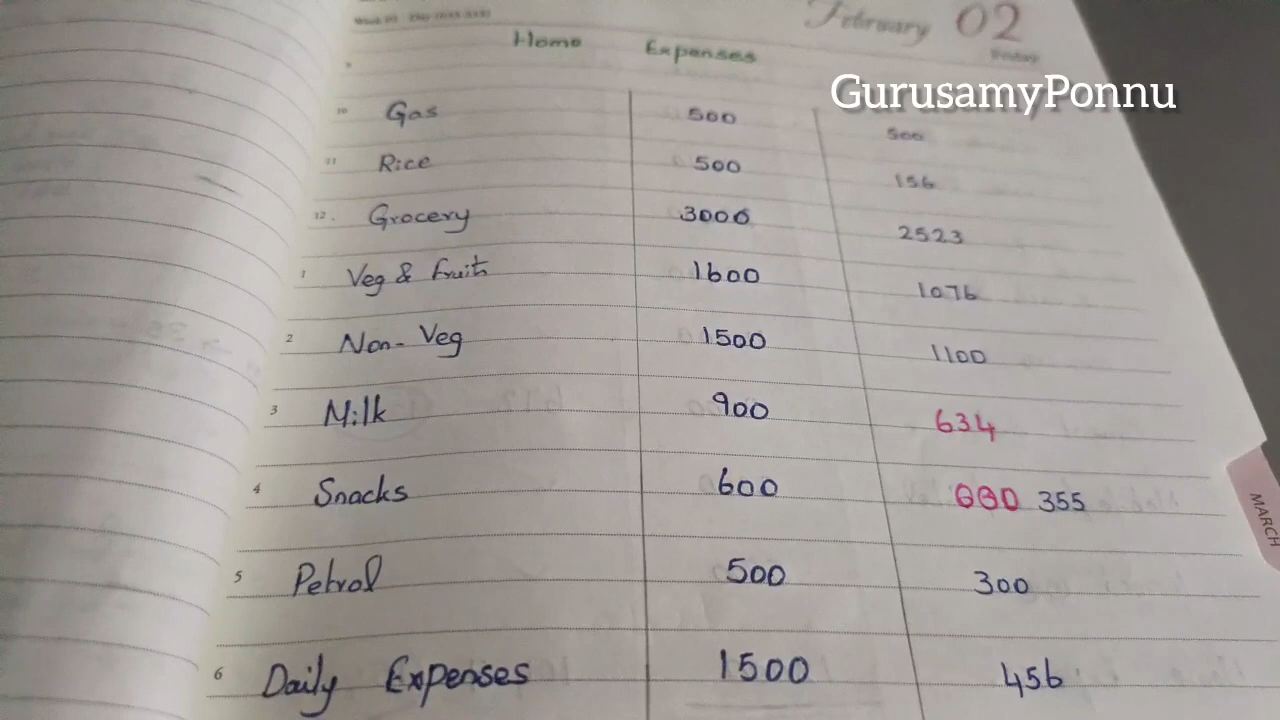 February 02
Friday
Home Expenses
GurusamyPonnu
9
10 Gas 500 500
11 Rice 500 156
12. Grocery 3000 2523
1 Veg & Fruits 1600 1076
2 Non-Veg 1500 1100
3 Milk 900 634
4 Snacks 600 355
5 Petrol 500 300
6 Daily Expenses 1500 456
MARCH